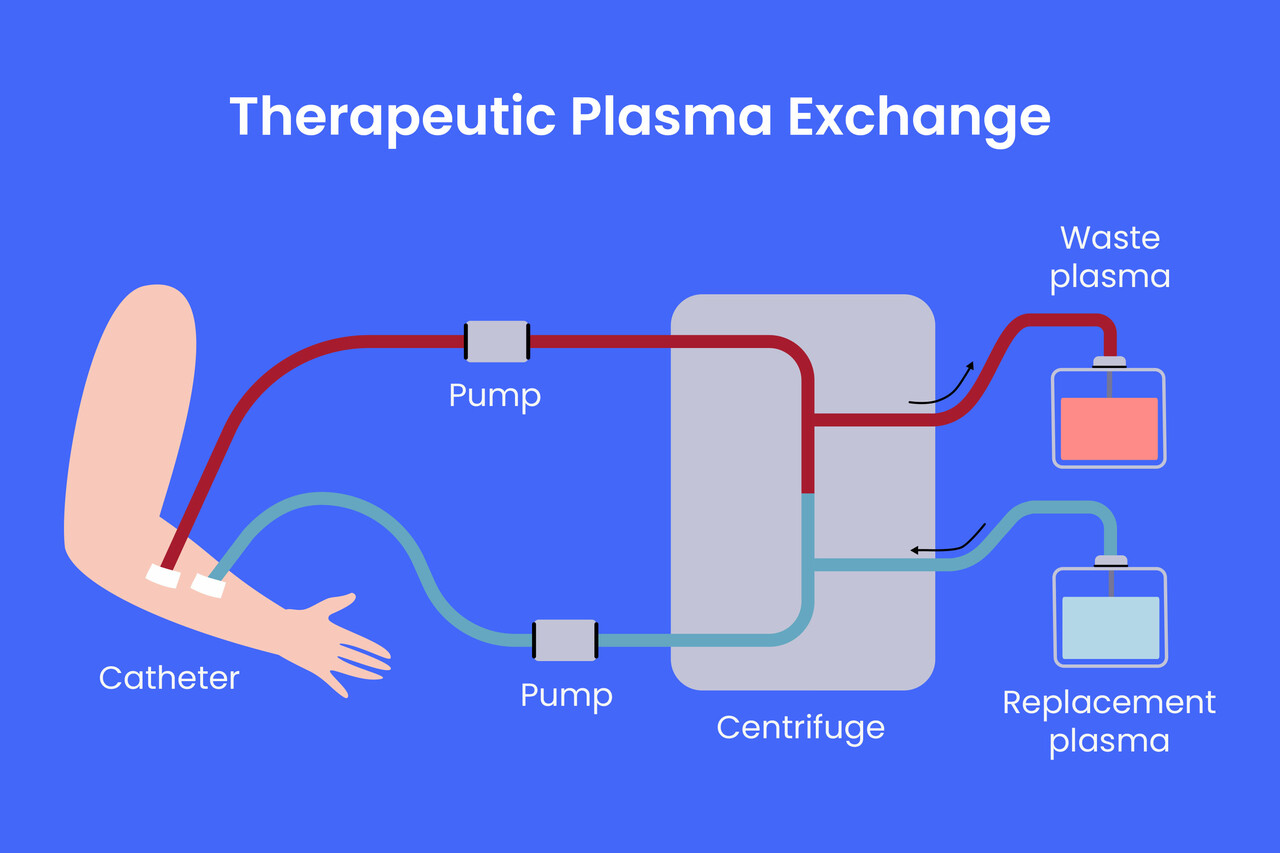 Therapeutic Plasma Exchange
Waste
plasma
Pump
Catheter
Pump
Centrifuge
Replacement
plasma